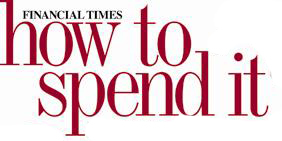 FINANCIAL TIMES
how to
spend it